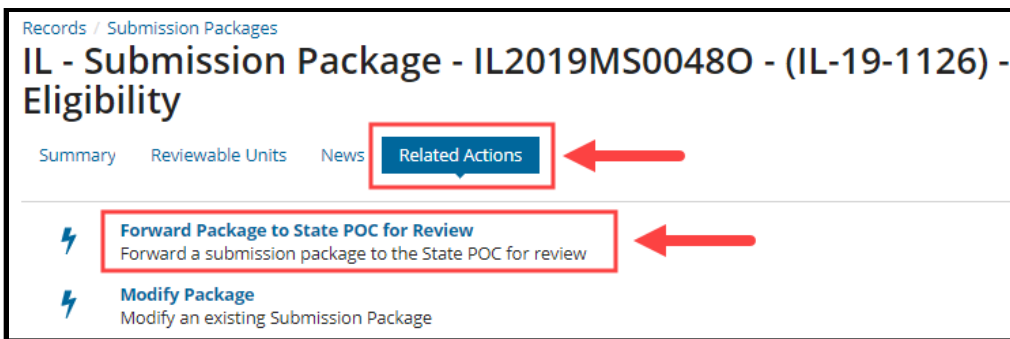 Records / Submission Packages
IL - Submission Package - IL2019MS0048O - (IL-19-1126) -
Eligibility
Summary Reviewable Units News Related Actions
Forward Package to State POC for Review
Forward a submission package to the State POC for review
Modify Package
Modify an existing Submission Package